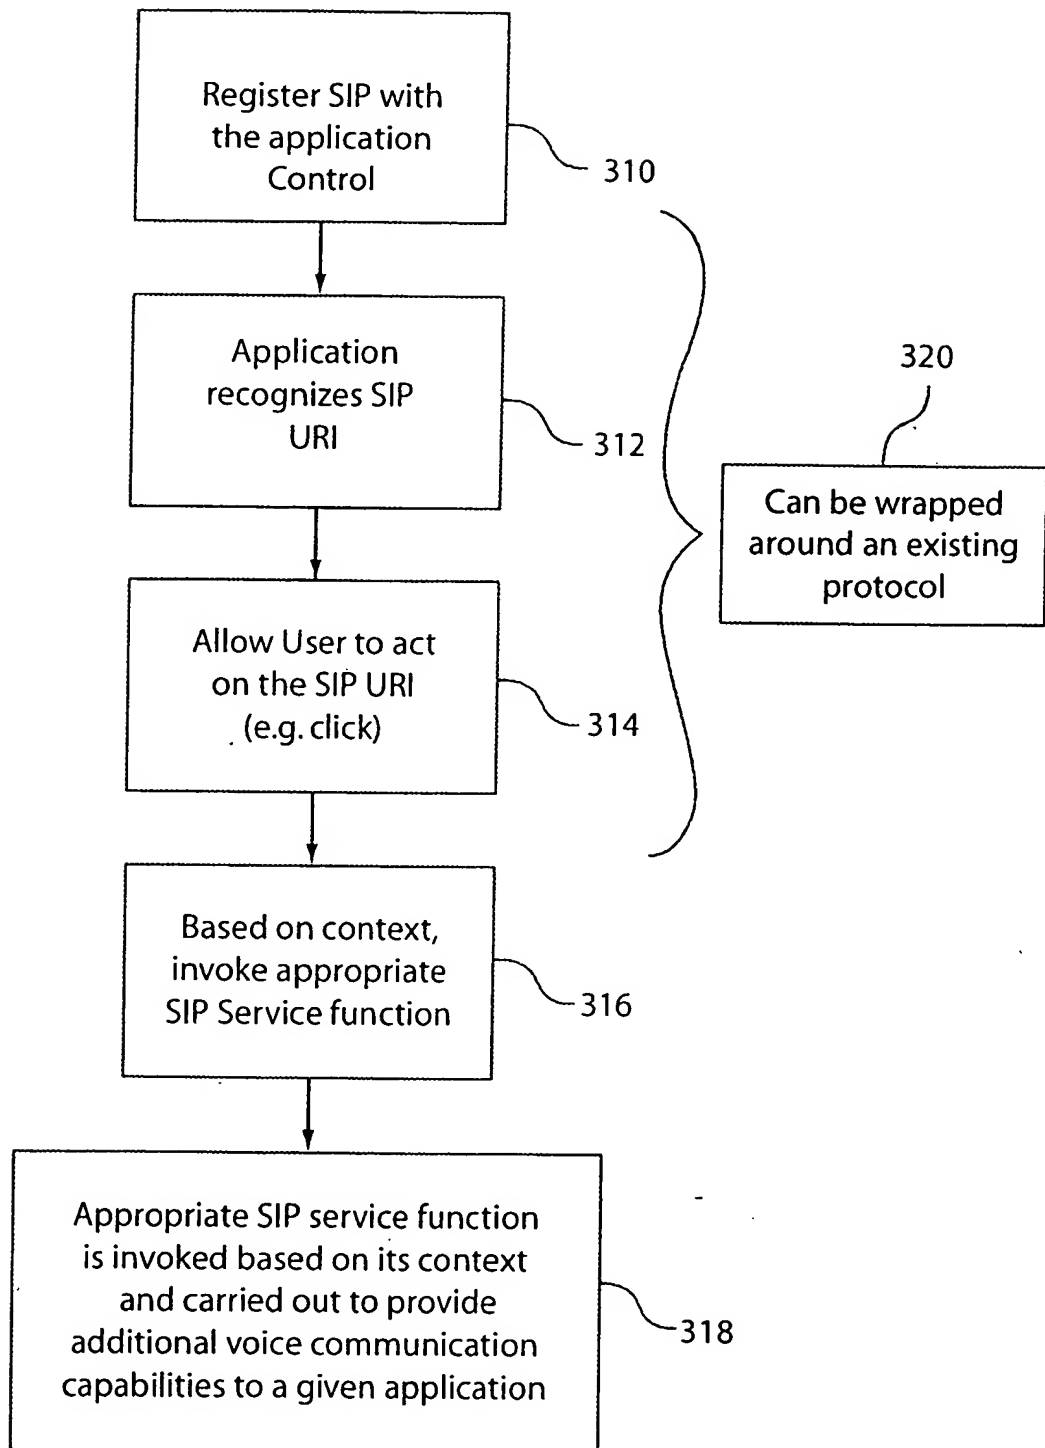 Register SIP with
the application
Control
310
Application
recognizes SIP
URI
312
320
Can be wrapped
around an existing
protocol
Allow User to act
on the SIP URI
(e.g. click)
314
Based on context,
invoke appropriate
SIP Service function
316
Appropriate SIP service function
is invoked based on its context
and carried out to provide
additional voice communication
capabilities to a given application
318